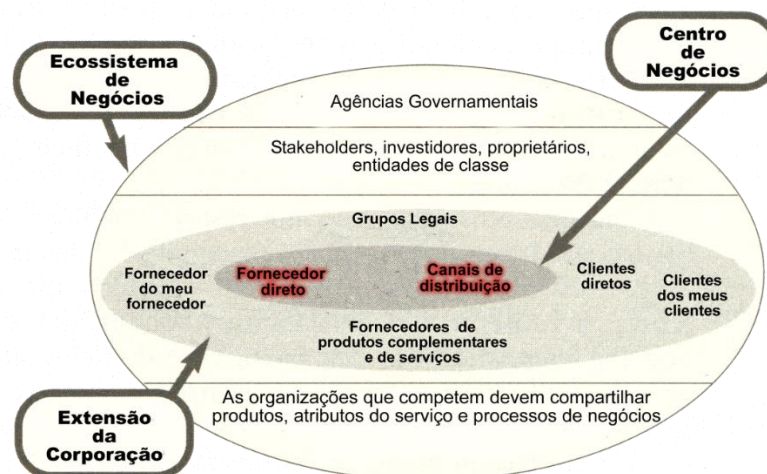 Ecossistema
de
Negócios
Centro
de
Negócios
Agências Governamentais
Stakeholders, investidores, proprietários,
entidades de classe
Grupos Legais
Fornecedor
do meu
fornecedor
Fornecedor
direto
Canais de
distribuição
Clientes
diretos
Clientes
dos meus
clientes
Fornecedores de
produtos complementares
e de serviços
As organizações que competem devem compartilhar
produtos, atributos do serviço e processos de negócios
Extensão
da
Corporação